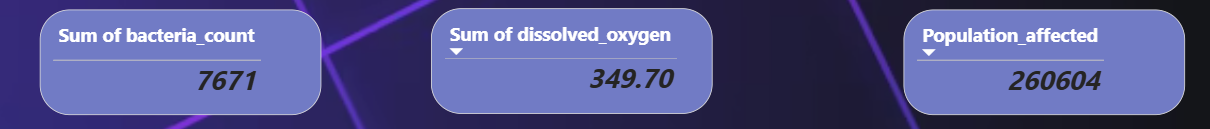 Sum of bacteria_count
7671
Sum of dissolved_oxygen
349.70
Population_affected
260604